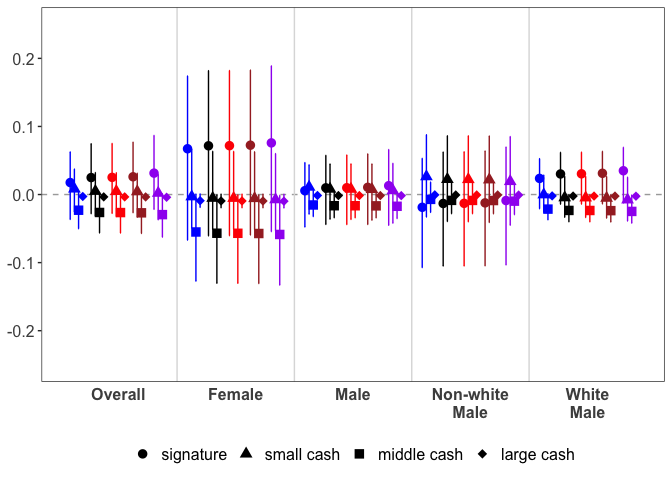 0.2
0.1
0.0
-0.1
-0.2
Overall Female Male Non-white White
Male Male
signature small cash middle cash large cash